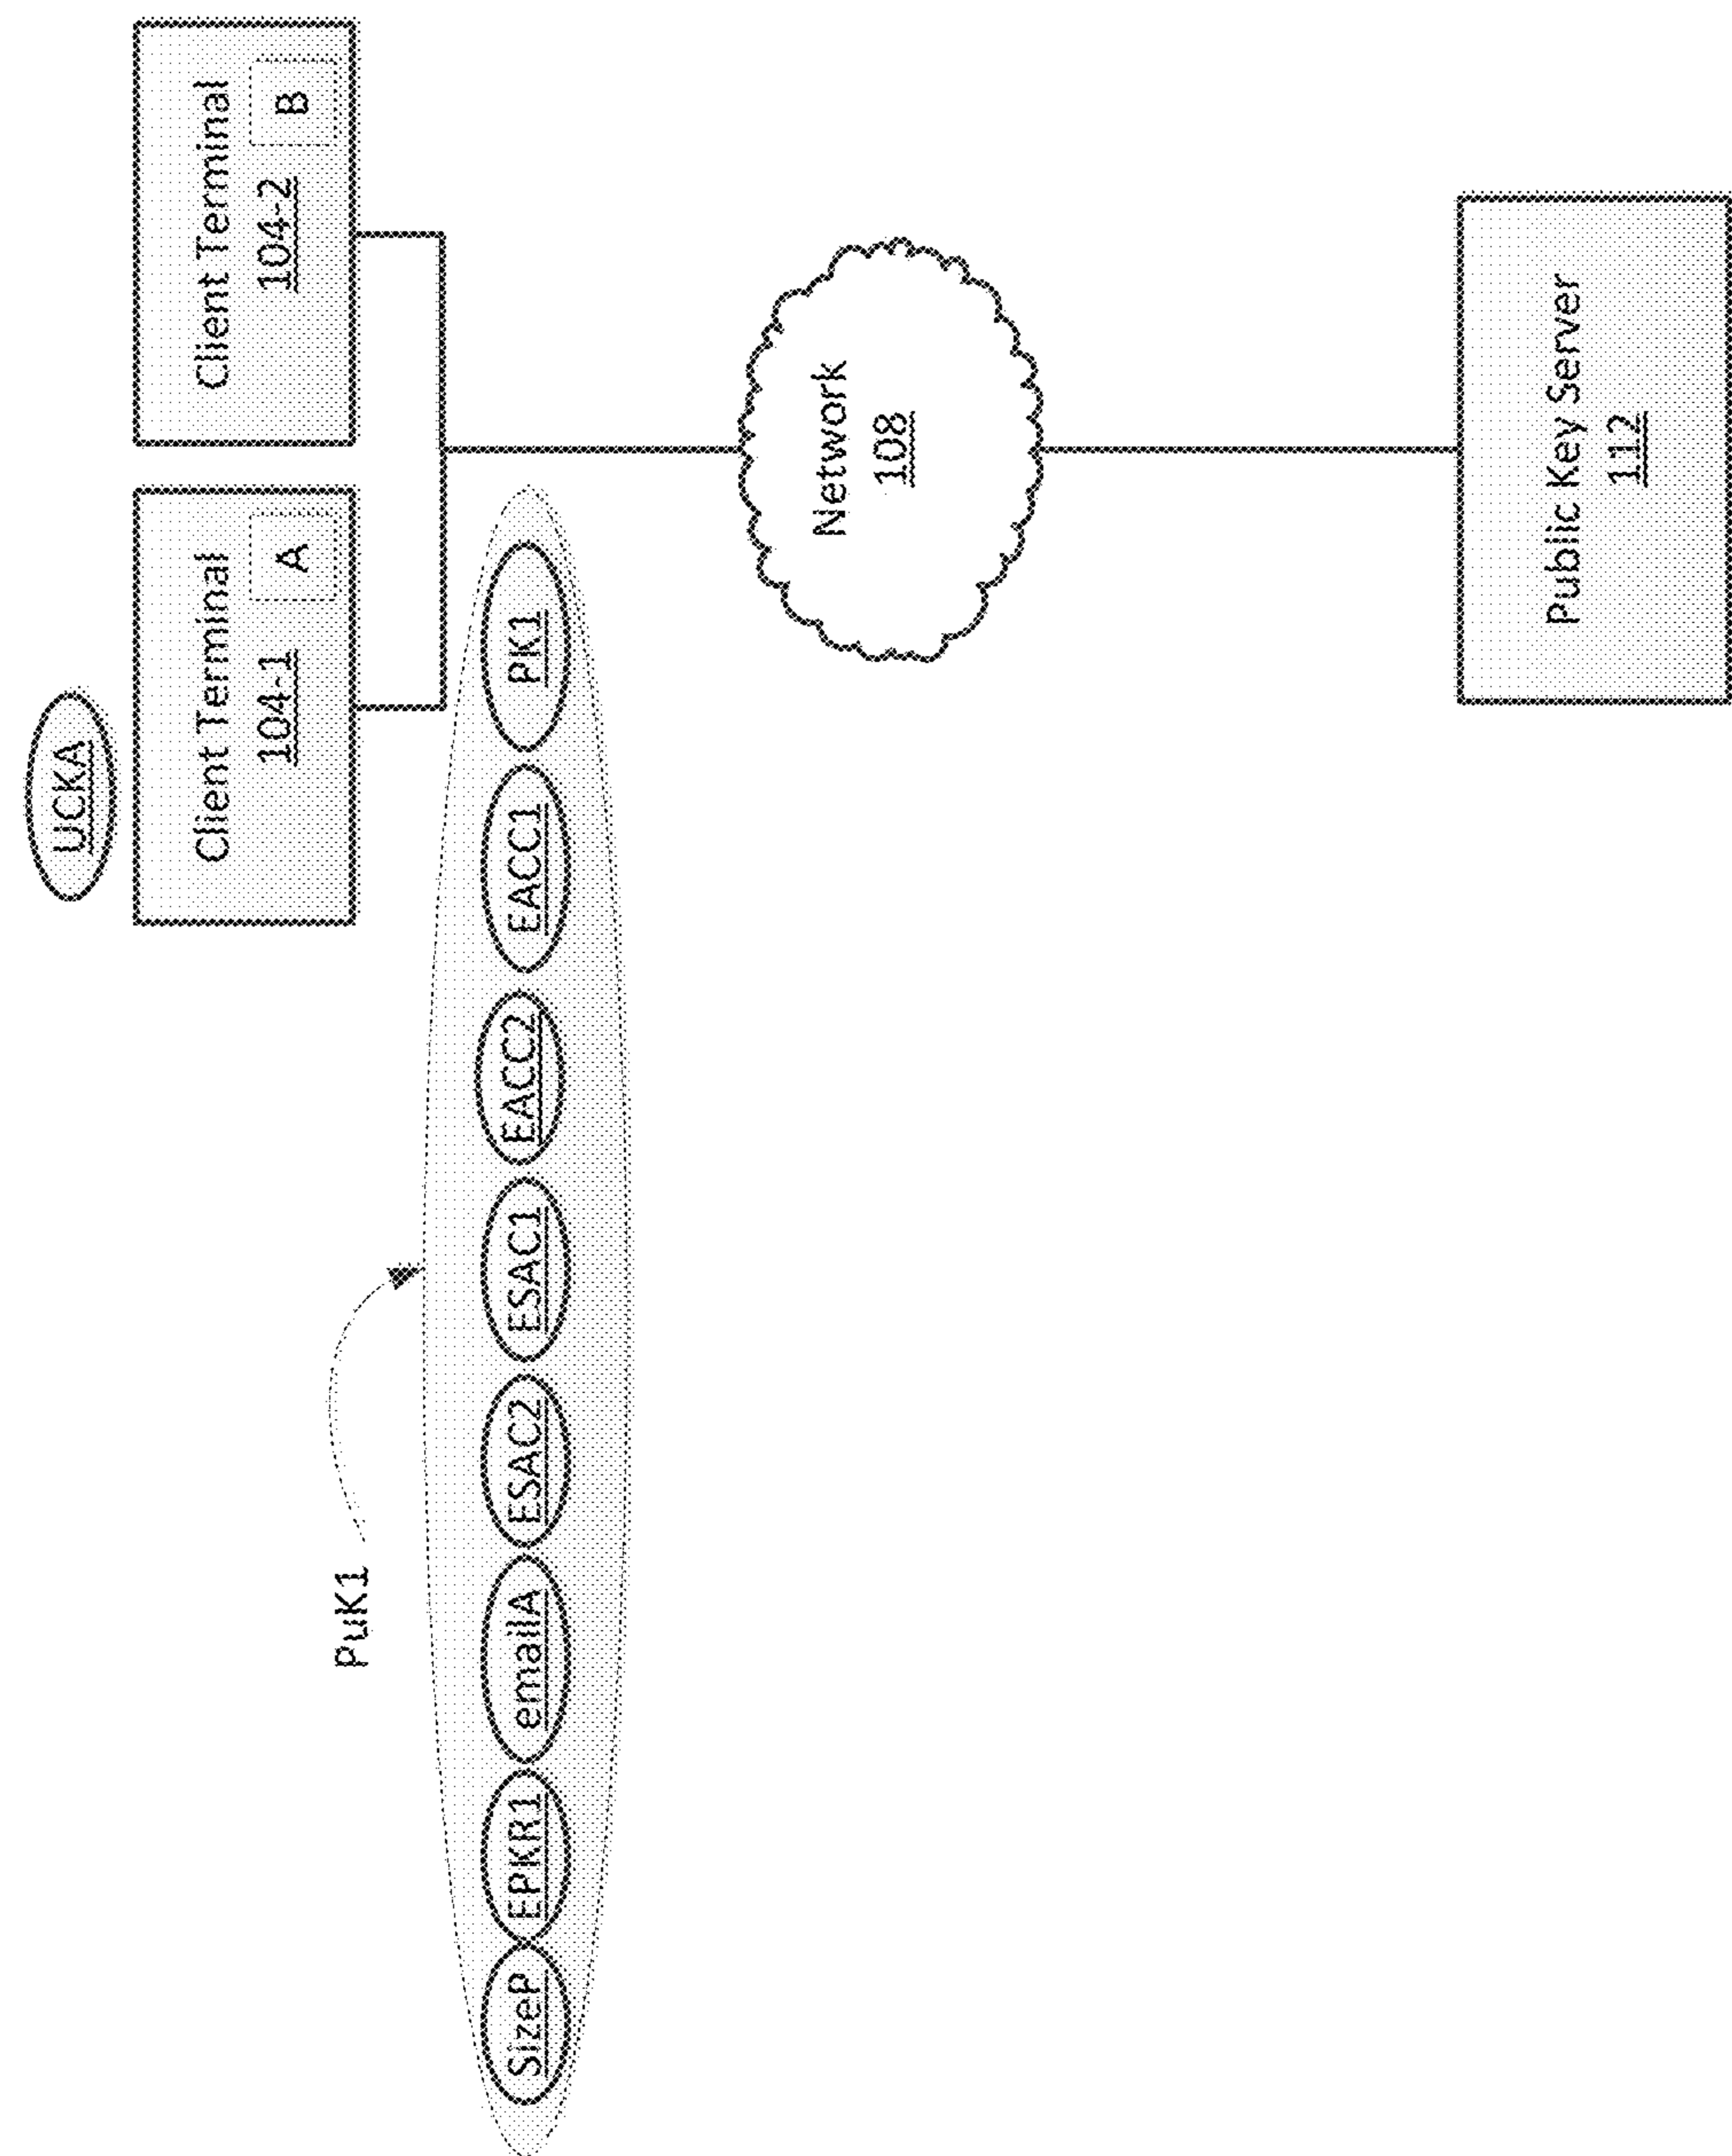 UCKA
Client Terminal
104-1
A
Client Terminal
104-2
B
PuK1
SizeP
EPKR1
emailA
ESAC2
ESAC1
EACC2
EACC1
PK1
Network
108
Public Key Server
112